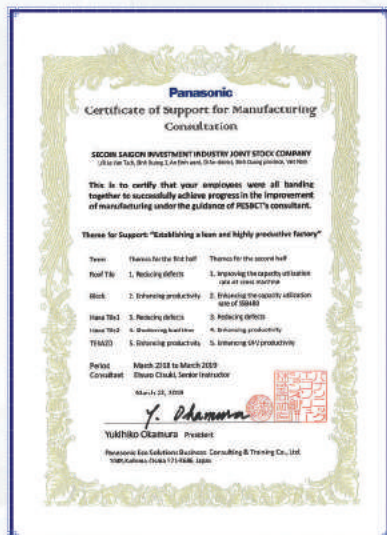 Panasonic
Certificate of Support for Manufacturing
Consultation
SECOIN SAIGON INVESTMENT INDUSTRY JOINT STOCK COMPANY
This is to certify that your employees were all banding
together to successfully achieve progress in the improvement
of manufacturing under the guidance of PESBCT's consultant.
Theme for Support: "Establishing a lean and highly productive factory"
Team Themes for the first half Themes for the second half
Roof Tile 1. Reducing defects 1. Improving the capacity utilization
rate of press machine
Block 2. Enhancing productivity 2. Enhancing the capacity utilization
rate of
3. Reducing defects 3. Reducing defects
4. Shortening lead time 4. Enhancing productivity
TERAZO 5. Enhancing productivity 5. Enhancing productivity
Period March 2018 to March 2019
Consultant Senior Instructor
March
Y. Okamura
Yukihiko Okamura President
Panasonic Eco Solutions Business Consulting & Training Co., Ltd.
Japan